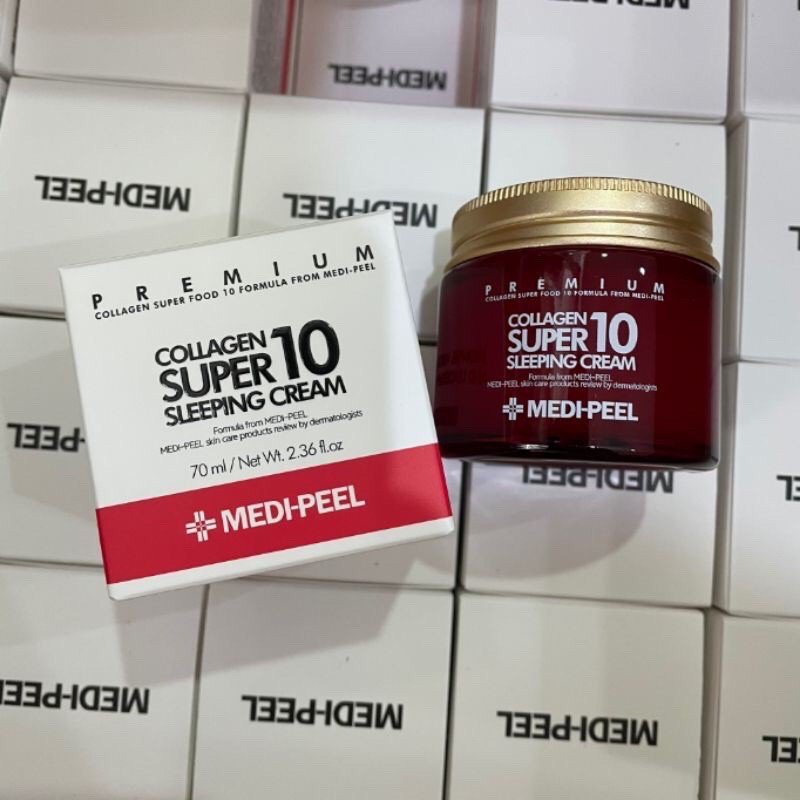 MEDI-PEEL
MEDI-PEEL
MEDI-PEEL
MEDI-PEEL
PREMIUM
COLLAGEN SUPER FOOD 10 FORMULA FROM MEDI-PEEL
COLLAGEN
SUPER 10
SLEEPING CREAM
Formula from MEDI-PEEL
MEDI-PEEL skin care products review by dermatologists
70 ml / Net Wt. 2.36 fl.oz
MEDI-PEEL
PREMIUM
COLLAGEN SUPER FOOD 10 FORMULA FROM MEDI-PEEL
COLLAGEN
SUPER 10
SLEEPING CREAM
Formula from MEDI-PEEL
MEDI-PEEL skin care products review by dermatologists
MEDI-PEEL
MEDI-PEEL
MEDI-PEEL
MEDI-PEEL
MEDI-PEEL